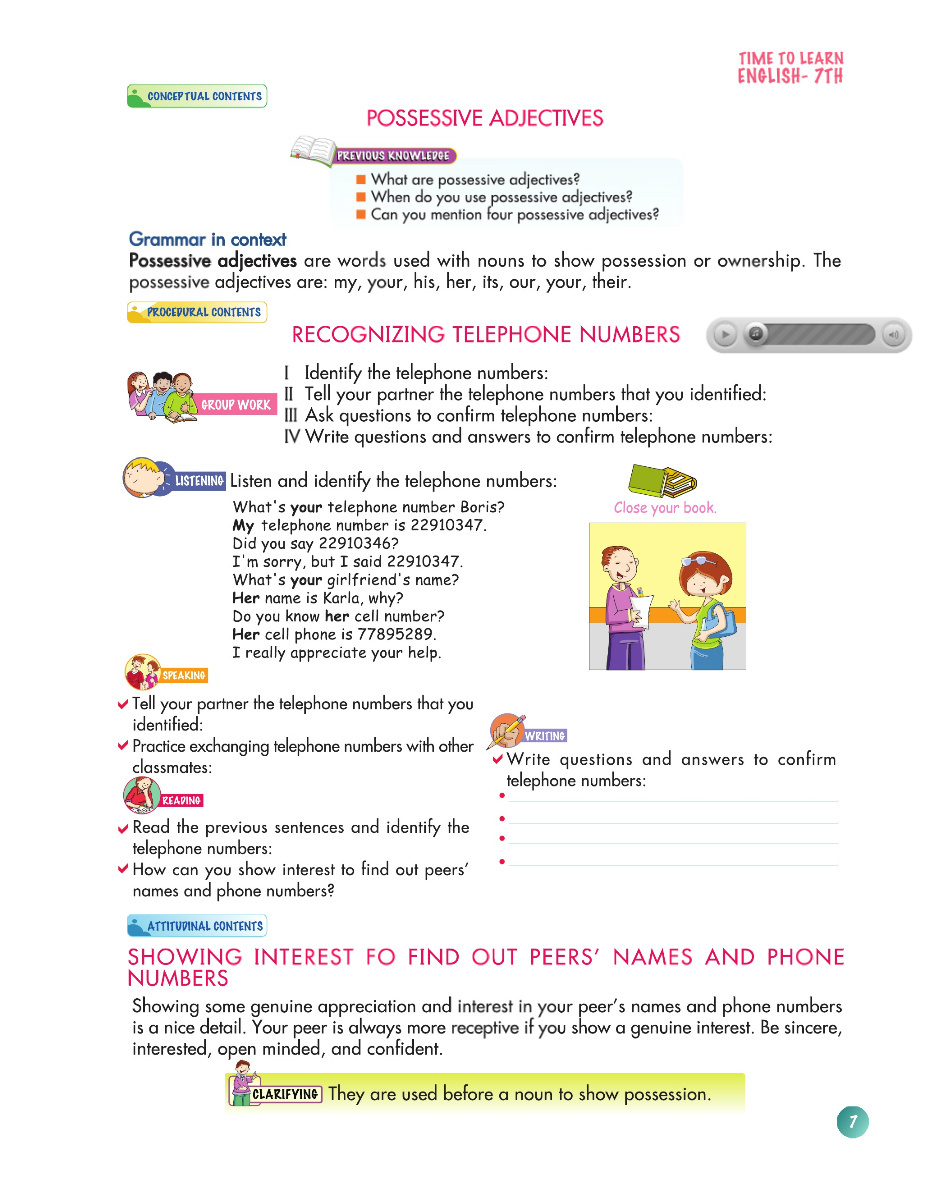 TIME TO LEARN
ENGLISH- 7TH
CONCEPTUAL CONTENTS
POSSESSIVE ADJECTIVES
PREVIOUS KNOWLEDGE
What are possessive adjectives?
When do you use possessive adjectives?
Can you mention four possessive adjectives?
Grammar in context
Possessive adjectives are words used with nouns to show possession or ownership. The
possessive adjectives are: my, your, his, her, its, our, your, their.
PROCEDURAL CONTENTS
RECOGNIZING TELEPHONE NUMBERS
GROUP WORK
I Identify the telephone numbers:
II Tell your partner the telephone numbers that you identified:
III Ask questions to confirm telephone numbers:
IV Write questions and answers to confirm telephone numbers:
LISTENING Listen and identify the telephone numbers:
What's your telephone number Boris?
My telephone number is 22910347.
Did you say 22910346?
I'm sorry, but I said 22910347.
What's your girlfriend's name?
Her name is Karla, why?
Do you know her cell number?
Her cell phone is 77895289.
I really appreciate your help.
Close your book.
SPEAKING
Tell your partner the telephone numbers that you
identified:
Practice exchanging telephone numbers with other
classmates:
READING
Read the previous sentences and identify the
telephone numbers:
How can you show interest to find out peers'
names and phone numbers?
WRITING
Write questions and answers to confirm
telephone numbers:
ATTITUDINAL CONTENTS
SHOWING INTEREST FO FIND OUT PEERS' NAMES AND PHONE
NUMBERS
Showing some genuine appreciation and interest in your peer's names and phone numbers
is a nice detail. Your peer is always more receptive if you show a genuine interest. Be sincere,
interested, open minded, and confident.
CLARIFYING They are used before a noun to show possession.
7